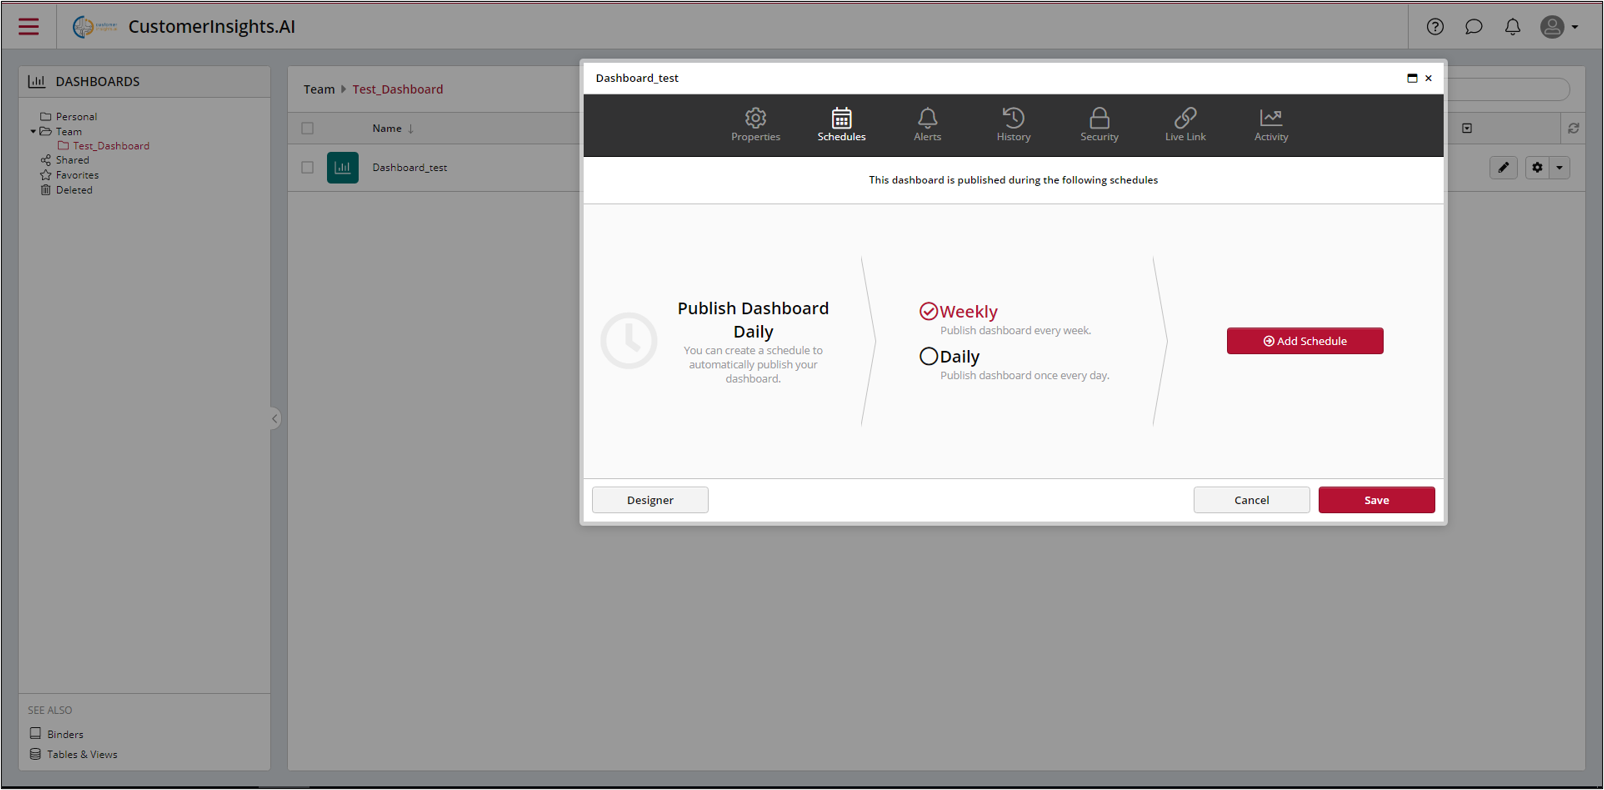 CustomerInsights.AI
DASHBOARDS
Personal
Team
Test_Dashboard
Shared
Favorites
Deleted
SEE ALSO
Binders
Tables & Views
Team Test_Dashboard
Name
Dashboard_test
Dashboard_test
Properties
Schedules
Alerts
History
Security
Live Link
Activity
This dashboard is published during the following schedules
Publish Dashboard
Daily
You can create a schedule to
automatically publish your
dashboard.
Weekly
Publish dashboard every week.
Daily
Publish dashboard once every day.
Add Schedule
Designer
Cancel
Save